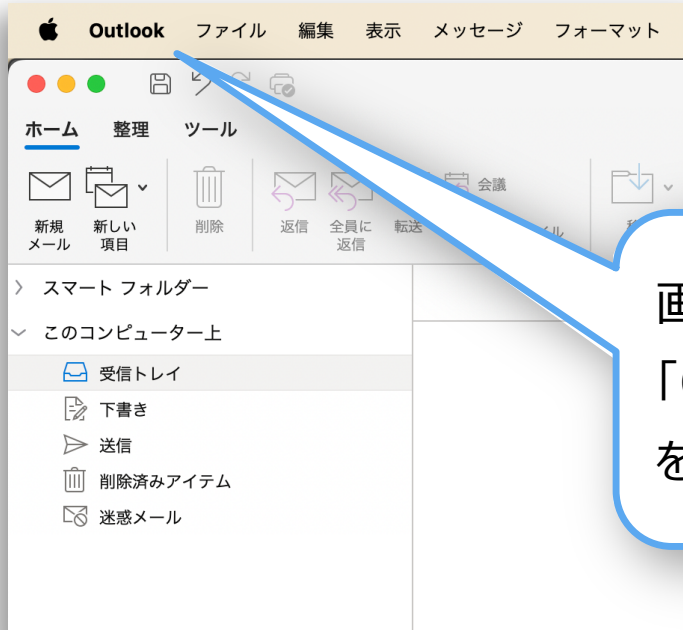 Outlook ファイル 編集 表示 メッセージ フォーマット
ホーム 整理 ツール
新規
メール
新しい
項目
削除
返信
全員に
返信
転送
会議
スマート フォルダー
このコンピューター上
受信トレイ
下書き
送信
削除済みアイテム
迷惑メール
「
を